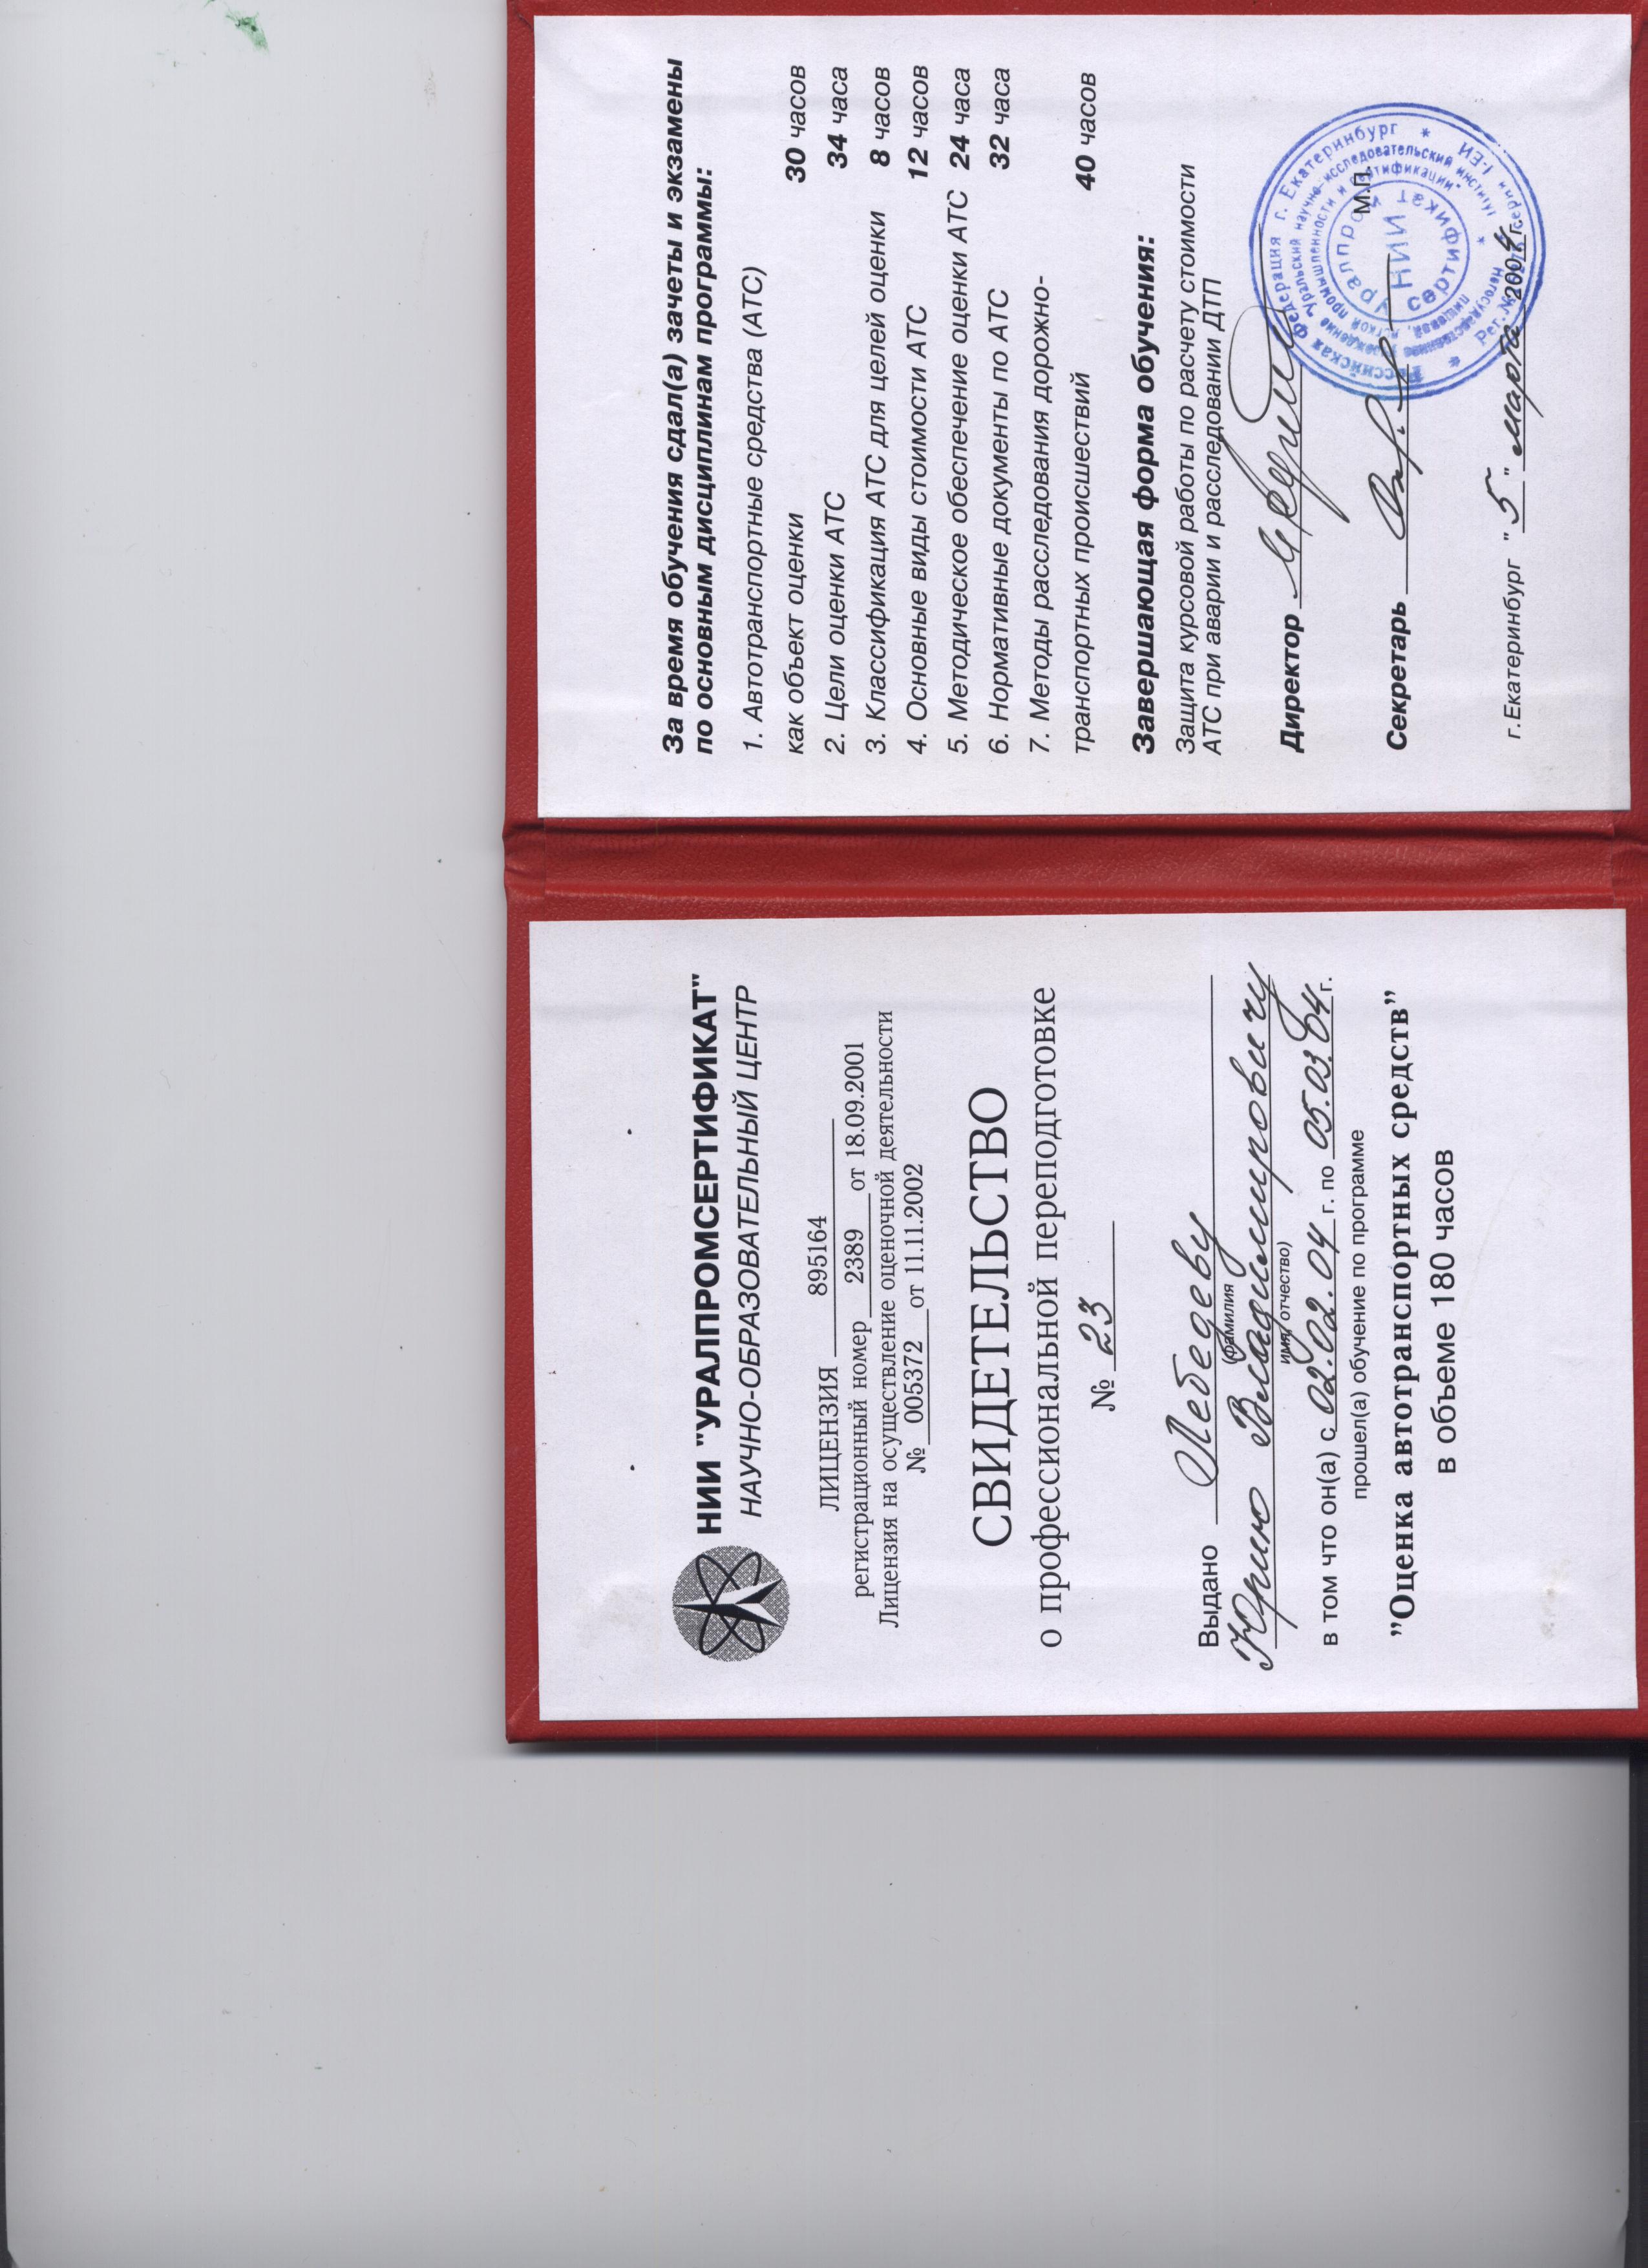 НИИ "УРАЛПРОМСЕРТИФИКАТ"
НАУЧНО-ОБРАЗОВАТЕЛЬНЫЙ ЦЕНТР
ЛИЦЕНЗИЯ 895164
регистрационный номер 2389 от 18.09.2001
Лицензия на осуществление оценочной деятельности
№ 005372 от 11.11.2002
СВИДЕТЕЛЬСТВО
о профессиональной переподготовке
№ 23
Выдано Лебедеву
(фамилия
Юрию Владимировичу
имя, отчество)
в том что он(а) с 02.02.04 г. по 05.03.04 г.
прошел(а) обучение по программе
"Оценка автотранспортных средств"
в объеме 180 часов
За время обучения сдал(а) зачеты и экзамены
по основным дисциплинам программы:
1. Автотранспортные средства (АТС)
как объект оценки 30 часов
2. Цели оценки АТС 34 часа
3. Классификация АТС для целей оценки 8 часов
4. Основные виды стоимости АТС 12 часов
5. Методическое обеспечение оценки АТС 24 часа
6. Нормативные документы по АТС 32 часа
7. Методы расследования дорожно-
транспортных происшествий 40 часов
Завершающая форма обучения:
Защита курсовой работы по расчету стоимости
АТС при аварии и расследовании ДТП
Директор
М.П.
Секретарь
г.Екатеринбург "5" марта 2004 г.
Российская Федерация г. Екатеринбург
"Уральский научно-исследовательский институт
промышленности и сертификации"
Уралпром
НИИ
сертификат